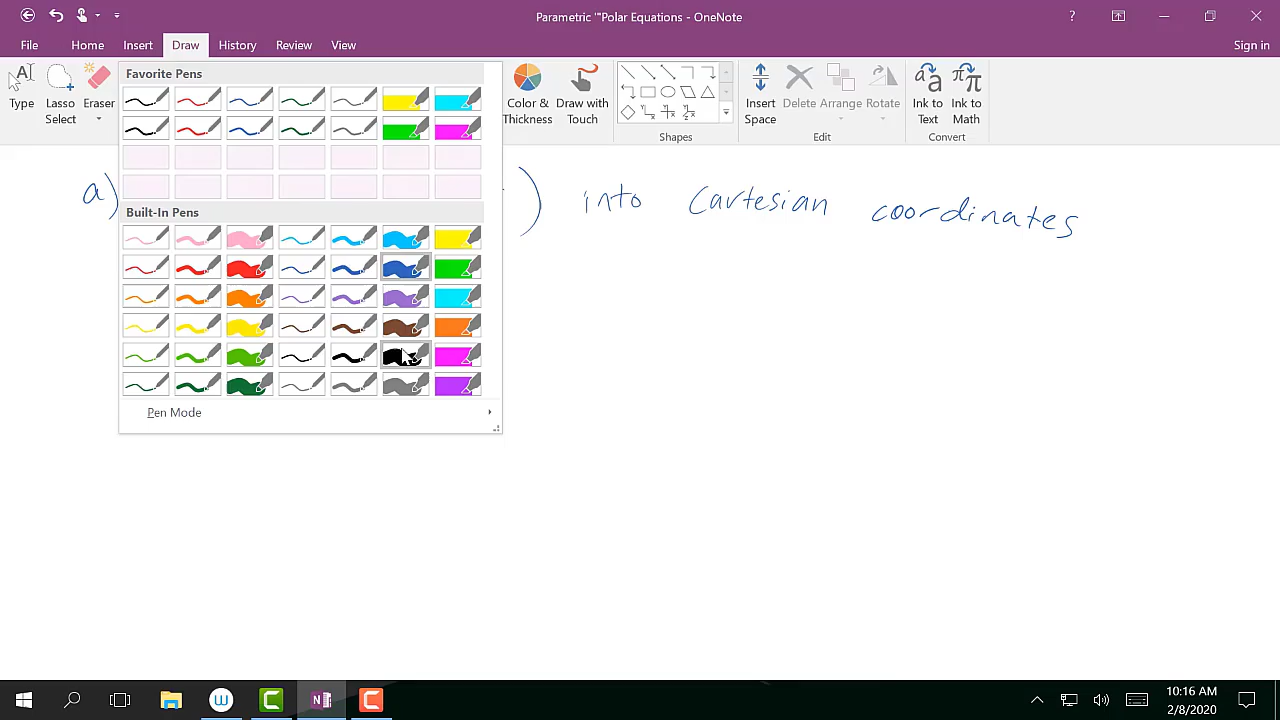 Parametric '"Polar Equations - OneNote
?
File Home Insert Draw History Review View Sign in
Type
Lasso Select
Eraser
Favorite Pens
Built-In Pens
Pen Mode
Color & Thickness
Draw with Touch
Shapes
Insert Space
Delete Arrange Rotate
Edit
Ink to Text
Ink to Math
Convert
a) ) into Cartesian coordinates
10:16 AM
2/8/2020